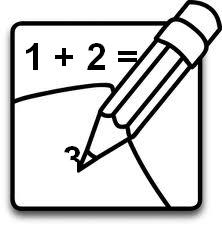 1 + 2 =
3